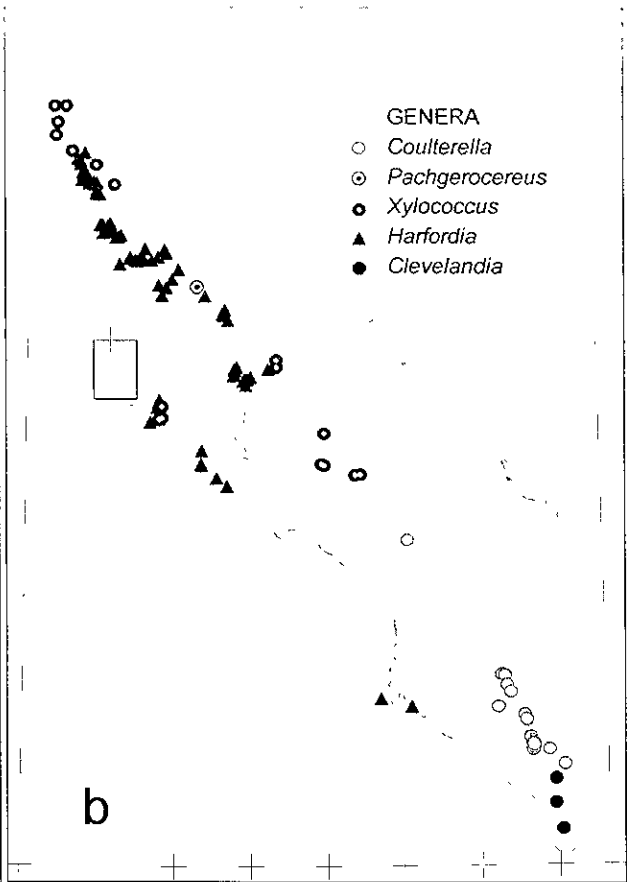 GENERA
Coulterella
Pachgerocereus
Xylococcus
Harfordia
Clevelandia
b